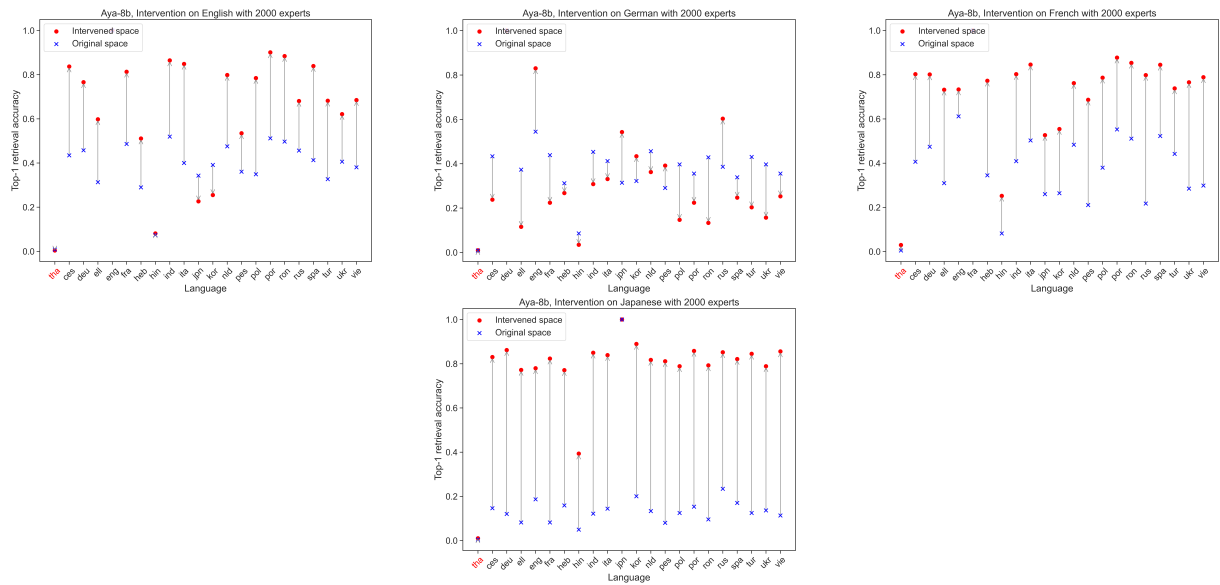 Aya-8b, Intervention on English with 2000 experts
1.0
0.8
0.6
0.4
0.2
0.0
Top-1 retrieval accuracy
Intervened space
Original space
tha ces deu ell eng fra heb hin ind ita jpn kor nld pes pol por ron rus spa tur ukr vie
Language
Aya-8b, Intervention on German with 2000 experts
1.0
0.8
0.6
0.4
0.2
0.0
Top-1 retrieval accuracy
Intervened space
Original space
tha ces deu ell eng fra heb hin ind ita jpn kor nld pes pol por ron rus spa tur ukr vie
Language
Aya-8b, Intervention on French with 2000 experts
1.0
0.8
0.6
0.4
0.2
0.0
Top-1 retrieval accuracy
Intervened space
Original space
tha ces deu ell eng fra heb hin ind ita jpn kor nld pes pol por ron rus spa tur ukr vie
Language
Aya-8b, Intervention on Japanese with 2000 experts
1.0
0.8
0.6
0.4
0.2
0.0
Top-1 retrieval accuracy
Intervened space
Original space
tha ces deu ell eng fra heb hin ind ita jpn kor nld pes pol por ron rus spa tur ukr vie
Language